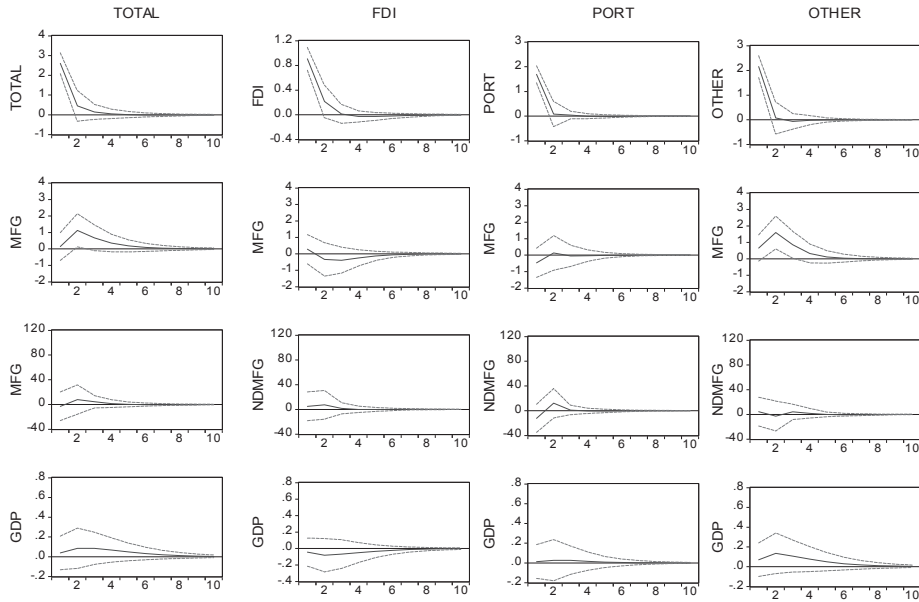 TOTAL FDI PORT OTHER
TOTAL 4 3 2 1 0 -1 2 4 6 8 10
FDI 1.2 0.8 0.4 0.0 -0.4 2 4 6 8 10
PORT 3 2 1 0 -1 2 4 6 8 10
OTHER 3 2 1 0 -1 2 4 6 8 10
MFG 4 3 2 1 0 -1 -2 2 4 6 8 10
MFG 4 3 2 1 0 -1 -2 2 4 6 8 10
MFG 4 3 2 1 0 -1 -2 2 4 6 8 10
MFG 4 3 2 1 0 -1 -2 2 4 6 8 10
MFG 120 80 40 0 -40 2 4 6 8 10
NDMFG 120 80 40 0 -40 2 4 6 8 10
NDMFG 120 80 40 0 -40 2 4 6 8 10
NDMFG 120 80 40 0 -40 2 4 6 8 10
GDP .8 .6 .4 .2 .0 -.2 2 4 6 8 10
GDP .8 .6 .4 .2 .0 -.2 -.4 2 4 6 8 10
GDP .8 .6 .4 .2 .0 -.2 2 4 6 8 10
GDP .8 .6 .4 .2 .0 -.2 2 4 6 8 10